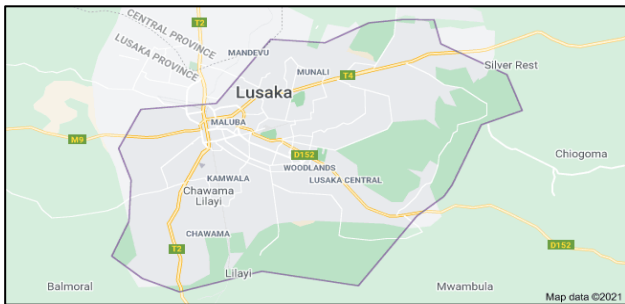 T2
CENTRAL PROVINCE
LUSAKA PROVINCE
MANDEVU
MUNALI
T4
Silver Rest
Lusaka
MALUBA
M9
D152
Chiogoma
WOODLANDS
KAMWALA
LUSAKA CENTRAL
Chawama
Lilayi
CHAWAMA
T2
D152
Lilayi
Balmoral
Mwambula
Map data ©2021